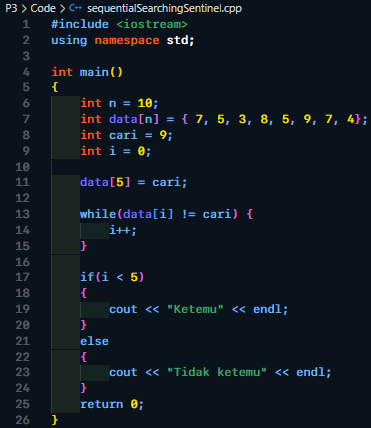 P3 > Code > C++ sequentialSearchingSentinel.cpp
1 #include <iostream>
2 using namespace std;
3
4 int main()
5 {
6     int n = 10;
7     int data[n] = { 7, 5, 3, 8, 5, 9, 7, 4};
8     int cari = 9;
9     int i = 0;
10
11     data[5] = cari;
12
13     while(data[i] != cari) {
14         i++;
15     }
16
17     if(i < 5)
18     {
19         cout << "Ketemu" << endl;
20     }
21     else
22     {
23         cout << "Tidak ketemu" << endl;
24     }
25     return 0;
26 }